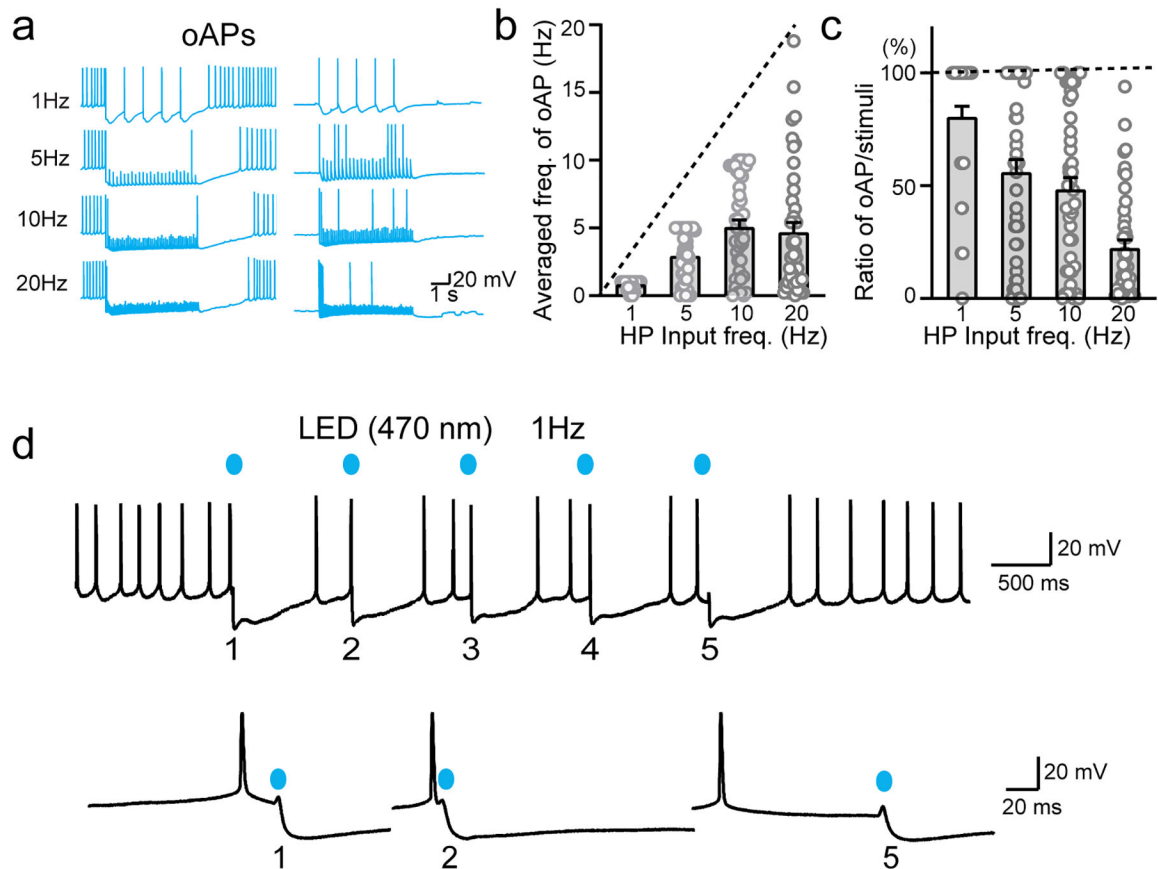 a
oAPs
1Hz
5Hz
10Hz
20Hz
20 mV
1 s
b
Averaged freq. of oAP (Hz)
20
15
10
5
0
1 5 10 20
HP Input freq. (Hz)
c
(%)
Ratio of oAP/stimuli
100
50
0
1 5 10 20
HP Input freq. (Hz)
d
LED (470 nm) 1Hz
20 mV
500 ms
1 2 3 4 5
20 mV
20 ms
1 2 5